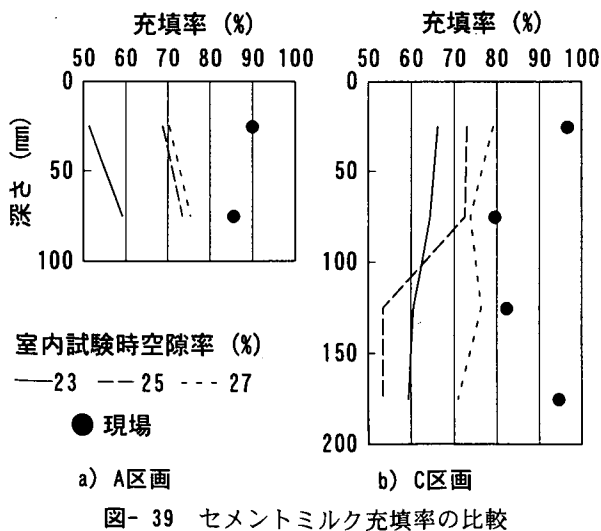 充填率 (%)
50 60 70 80 90 100
0
50
100
深さ (㎜)
充填率 (%)
50 60 70 80 90 100
0
50
100
150
200
室内試験時空隙率 (%)
23 25 27
現場
a) A区画
b) C区画
図- 39 セメントミルク充填率の比較